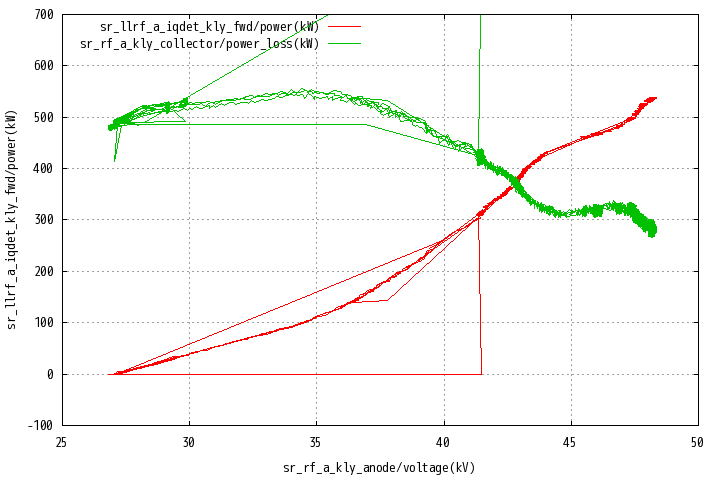 700
600
500
400
300
200
100
0
-100
25 30 35 40 45 50
sr_llrf_a_iqdet_kly_fwd/power(kW)
sr_rf_a_kly_collector/power_loss(kW)
sr_llrf_a_iqdet_kly_fwd/power(kW)
sr_rf_a_kly_anode/voltage(kV)